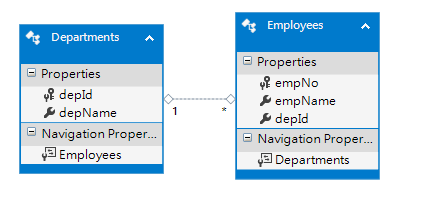 Departments
Properties
depId
depName
Navigation Proper...
Employees
1
*
Employees
Properties
empNo
empName
depId
Navigation Proper...
Departments